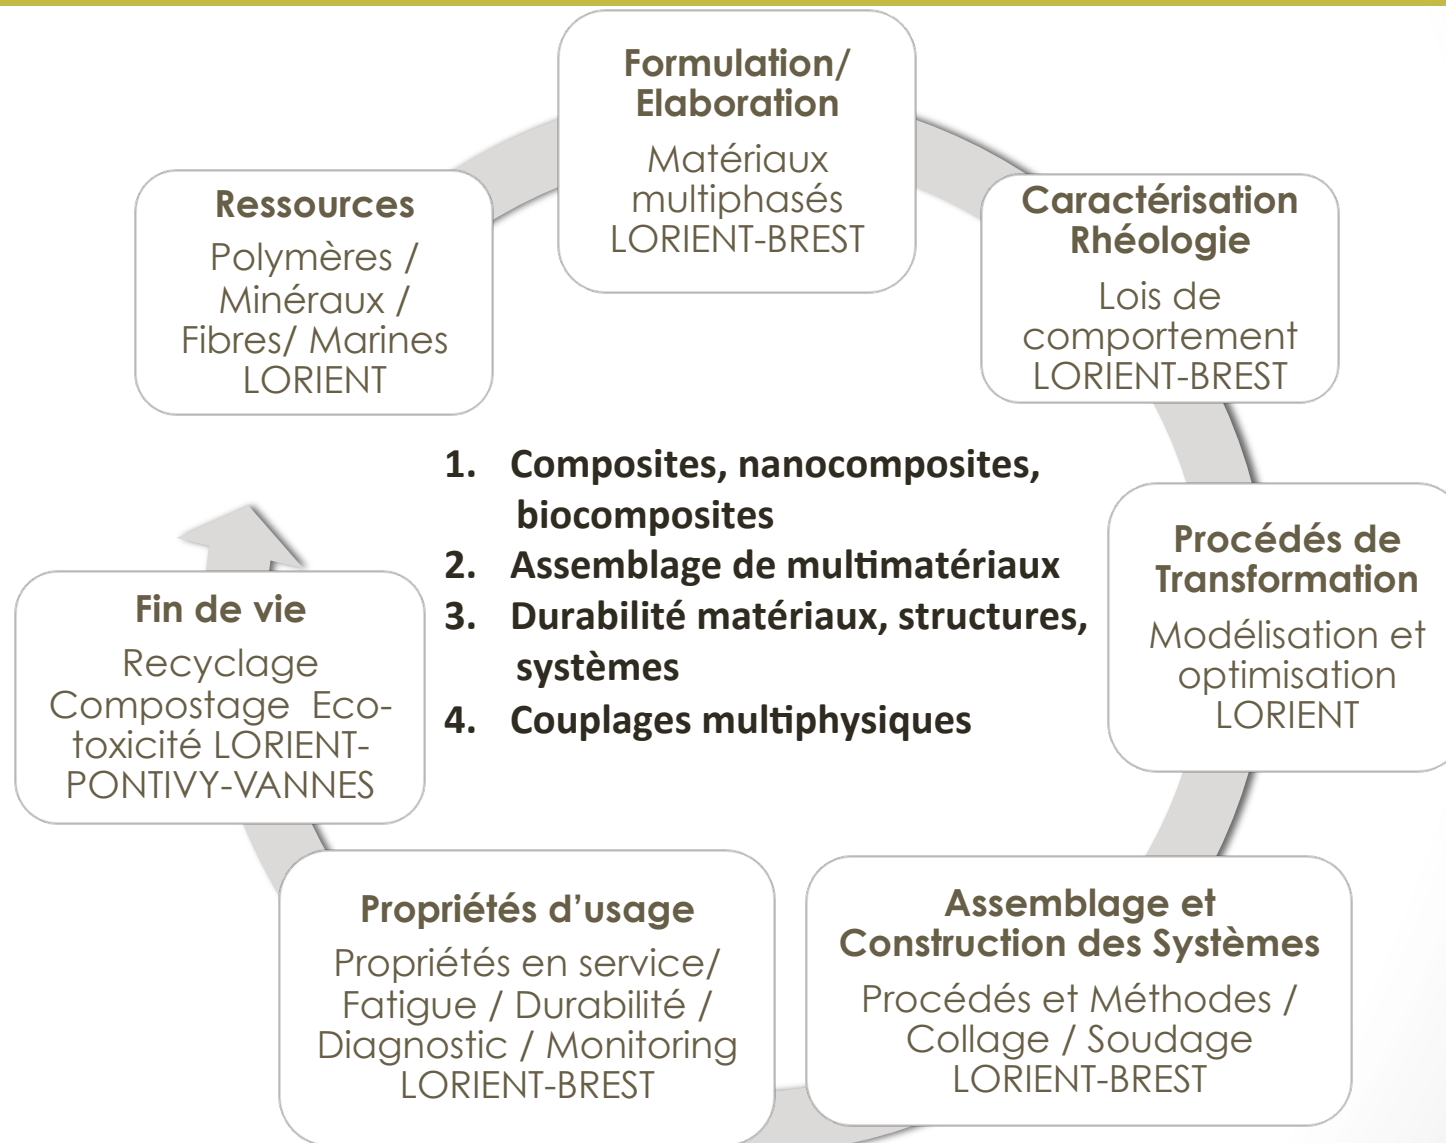 Formulation/
Elaboration
Matériaux
multiphasés
LORIENT-BREST
Ressources
Polymères /
Minéraux /
Fibres/ Marines
LORIENT
Caractérisation
Rhéologie
Lois de
comportement
LORIENT-BREST
1. Composites, nanocomposites,
biocomposites
2. Assemblage de multimatériaux
3. Durabilité matériaux, structures,
systèmes
4. Couplages multiphysiques
Procédés de
Transformation
Modélisation et
optimisation
LORIENT
Fin de vie
Recyclage
Compostage Eco-
toxicité LORIENT-
PONTIVY-VANNES
Propriétés d’usage
Propriétés en service/
Fatigue / Durabilité /
Diagnostic / Monitoring
LORIENT-BREST
Assemblage et
Construction des Systèmes
Procédés et Méthodes /
Collage / Soudage
LORIENT-BREST